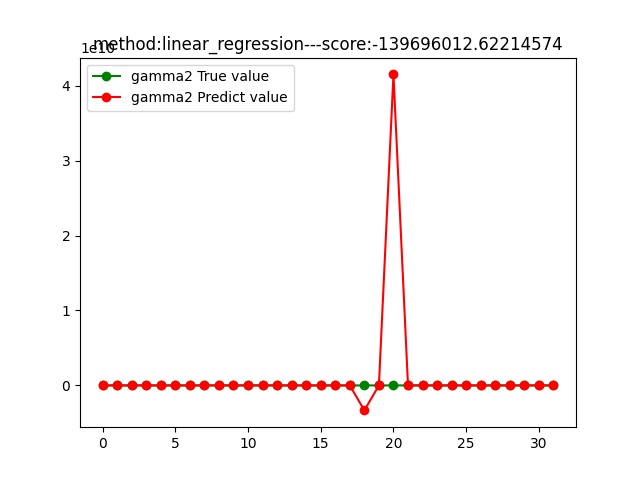 method:linear_regression---score:-139696012.62214574
1e10
gamma2 True value
gamma2 Predict value
4
3
2
1
0
0 5 10 15 20 25 30